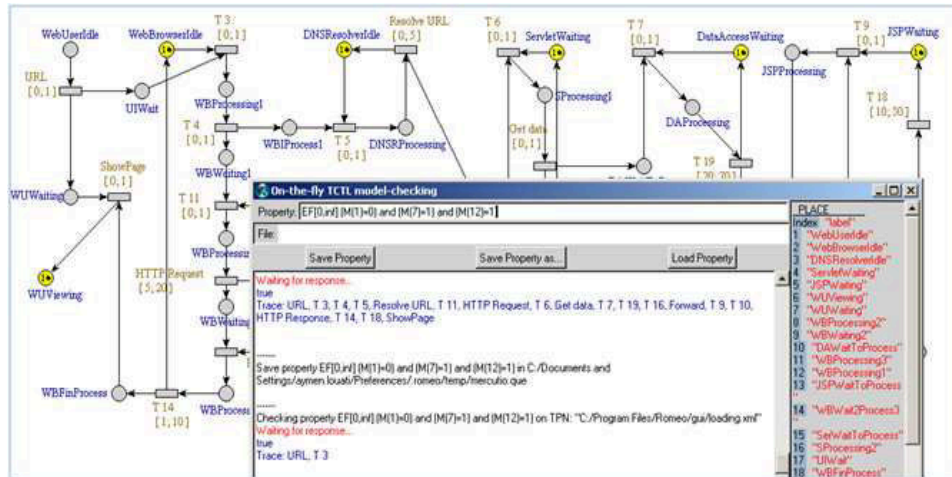 T 3
[0,1]
WebUserIdle
WebBrowserIdle
DNSResolverIdle
Resolve URL
[0,5]
T 6
[0,1]
ServletWaiting
T 7
[0,1]
DataAccessWaiting
T 9
[0,1]
JSPWaiting
URL
[0,1]
UIWait
WBProcessing1
SProcessing1
JSPProcessing
T 18
[10;50]
T 4
[0,1]
WBIProcess1
T 5
[0,1]
DNSRProcessing
Get data
[0,1]
DAProcessing
T 19
[20;70]
ShowPage
[0,1]
WBWaiting1
WUWaiting
T 11
[0,1]
WUViewing
HTTP Request
[5,20]
WBFinProcess
T 14
[1;10]
WBProcess
On-the-fly TCTL model-checking
Property: EF[0,inf] (M(1)=0) and (M(7)=1) and (M(12)=1
File:
Save Property
Save Property as...
Load Property
Waiting for response...
true
Trace: URL, T 3, T 4, T 5, Resolve URL, T 11, HTTP Request, T 6, Get data, T 7, T 19, T 16, Forward, T 9, T 10,
HTTP Response, T 14, T 18, ShowPage
------
Save property EF[0,inf] (M(1)=0) and (M(7)=1) and (M(12)=1 in C:/Documents and
Settings/aymen.louati/Preferences/.romeo/temp/mercutio.que
------
Checking property EF[0,inf] (M(1)=0) and (M(7)=1) and (M(12)=1 on TPN: "C:/Program Files/Romeo/gui/loading.xml"
Waiting for response...
true
Trace: URL, T 3
PLACE
Index "label"
1 "WebUserIdle"
2 "WebBrowserIdle"
3 "DNSResolverIdle"
4 "ServletWaiting"
5 "JSPWaiting"
6 "WUViewing"
7 "WUWaiting"
8 "WBProcessing2"
9 "WBWaiting2"
10 "DAWaitToProcess"
11 "WBProcessing3"
12 "WBProcessing1"
13 "JSPWaitToProcess
"
14 "WBWait2Process3
"
15 "SerWaitToProcess"
16 "SProcessing2"
17 "UIWait"
18 "WBFinProcess"